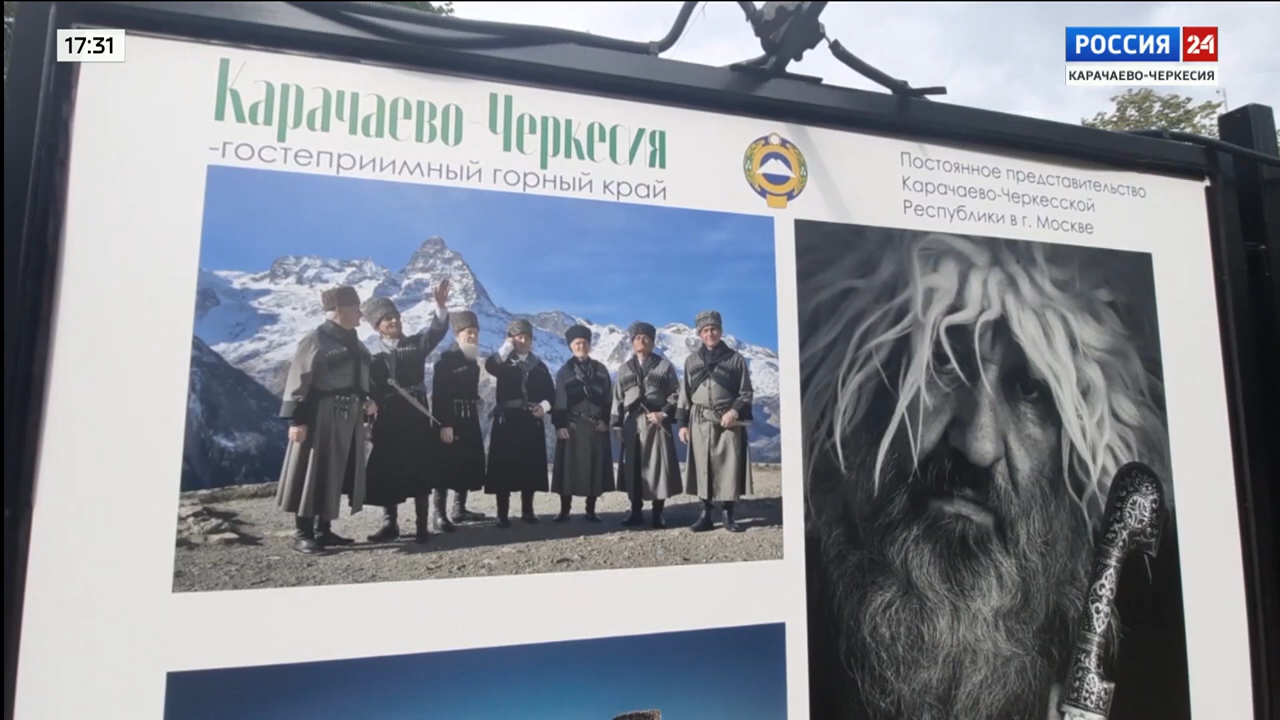 17:31
РОССИЯ 24
КАРАЧАЕВО-ЧЕРКЕСИЯ
Карачаево-Черкесия
-гостеприимный горный край
Постоянное представительство
Карачаево-Черкесской
Республики в г. Москве